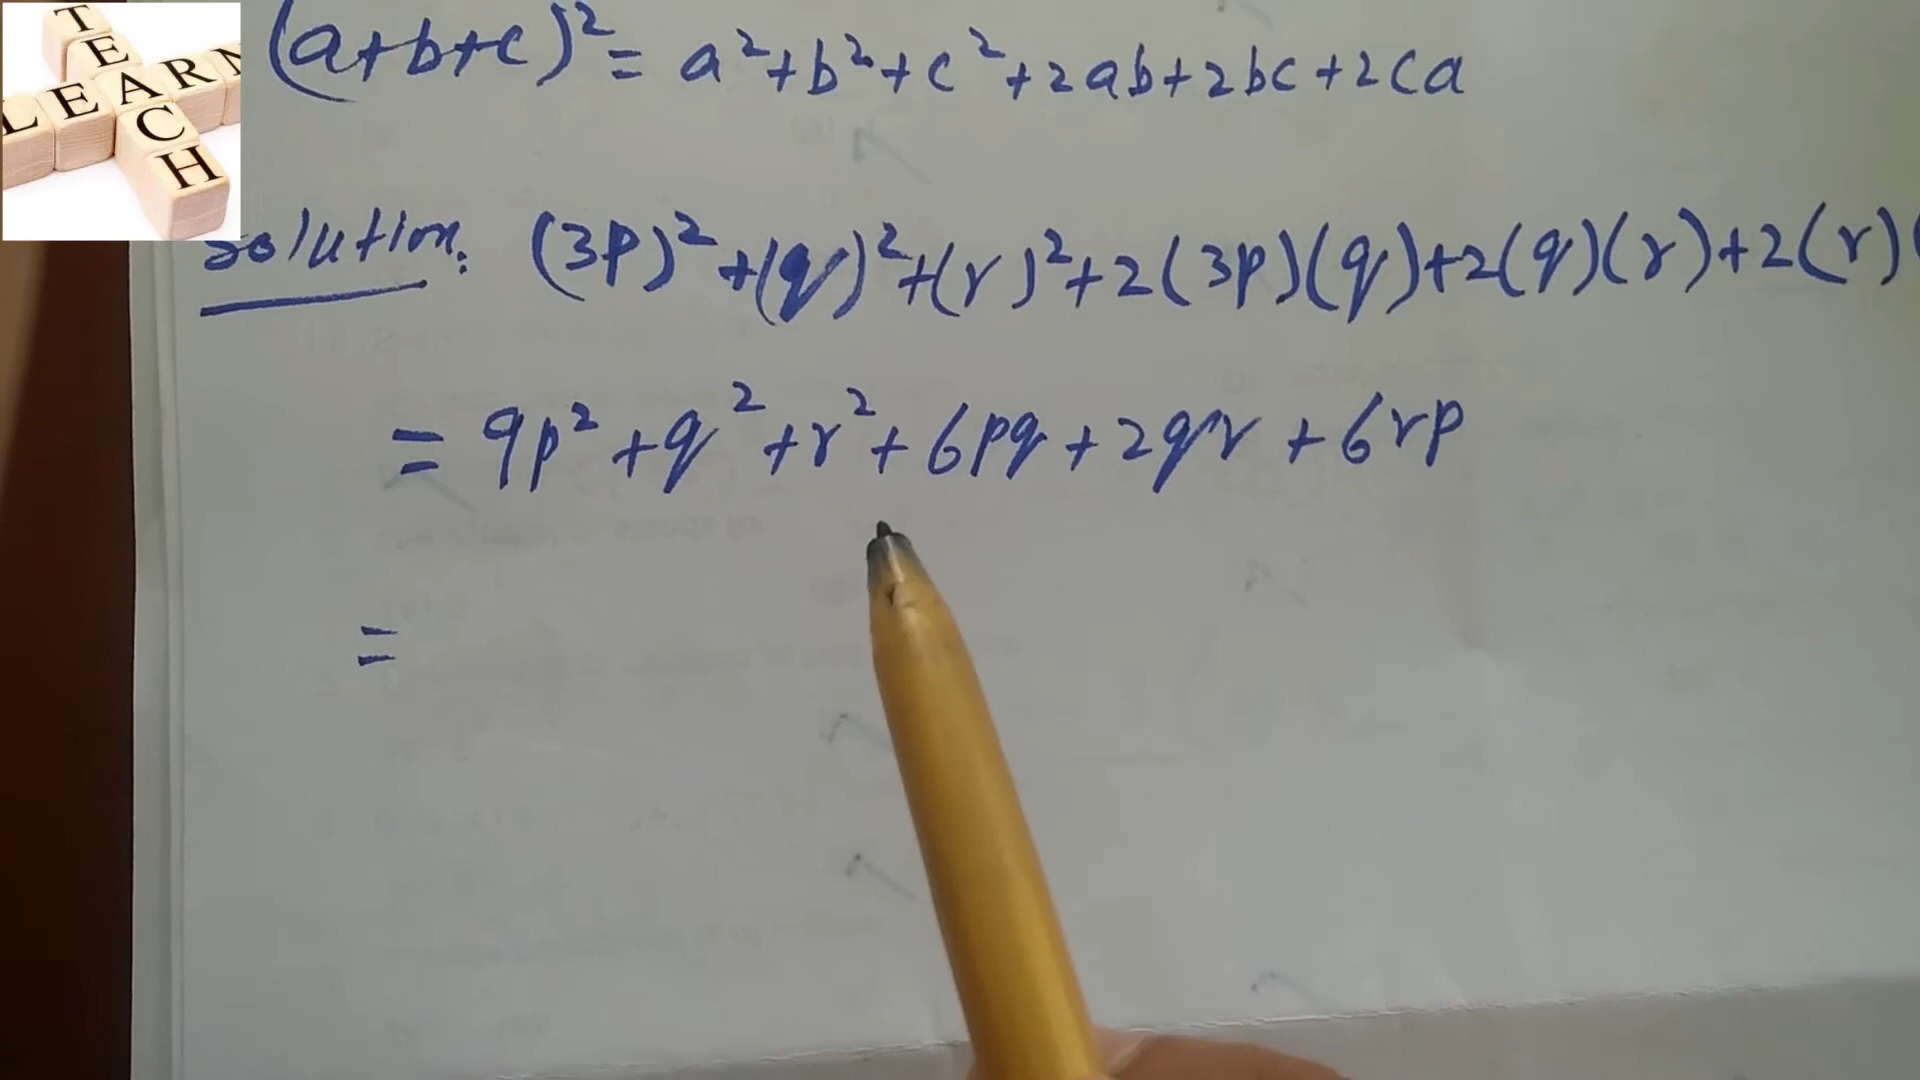 TEACH
LEARN
(a+b+c)²= a²+b²+c²+2ab+2bc+2ca
Solution: (3p)²+(q)²+(r)²+2(3p)(q)+2(q)(r)+2(r)(
= 9p²+q²+r²+6pq+2qr+6rp
=